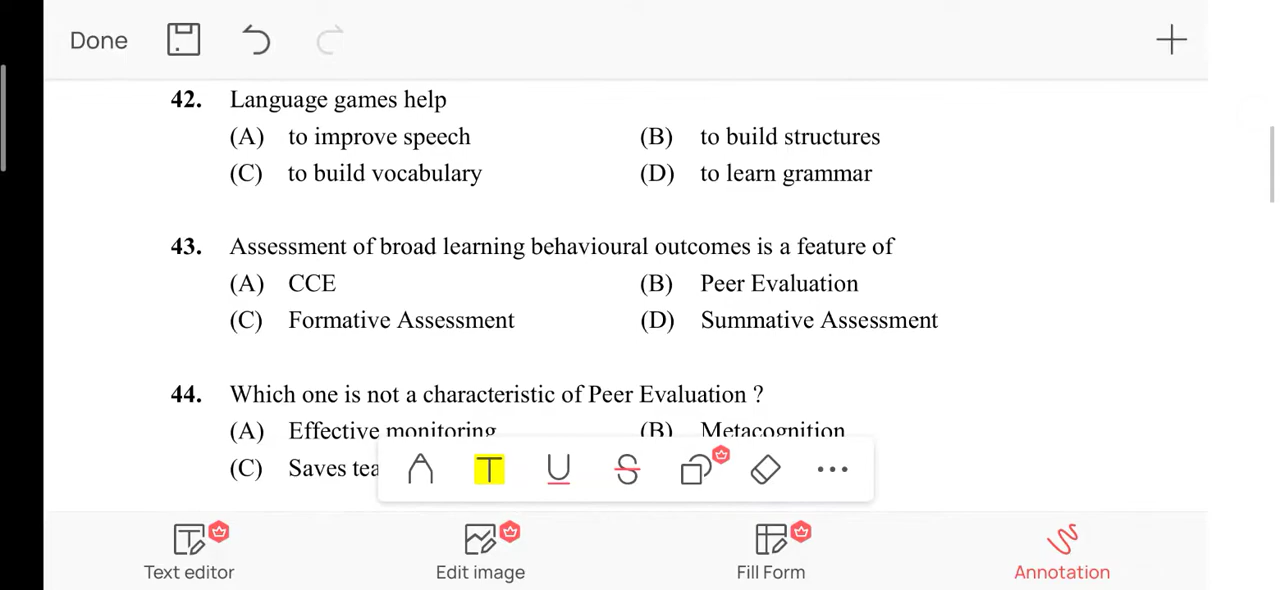 Done
42. Language games help
(A) to improve speech (B) to build structures
(C) to build vocabulary (D) to learn grammar
43. Assessment of broad learning behavioural outcomes is a feature of
(A) CCE (B) Peer Evaluation
(C) Formative Assessment (D) Summative Assessment
44. Which one is not a characteristic of Peer Evaluation ?
(A) Effective monitoring (B) Metacognition
(C) Saves
Text editor Edit image Fill Form Annotation